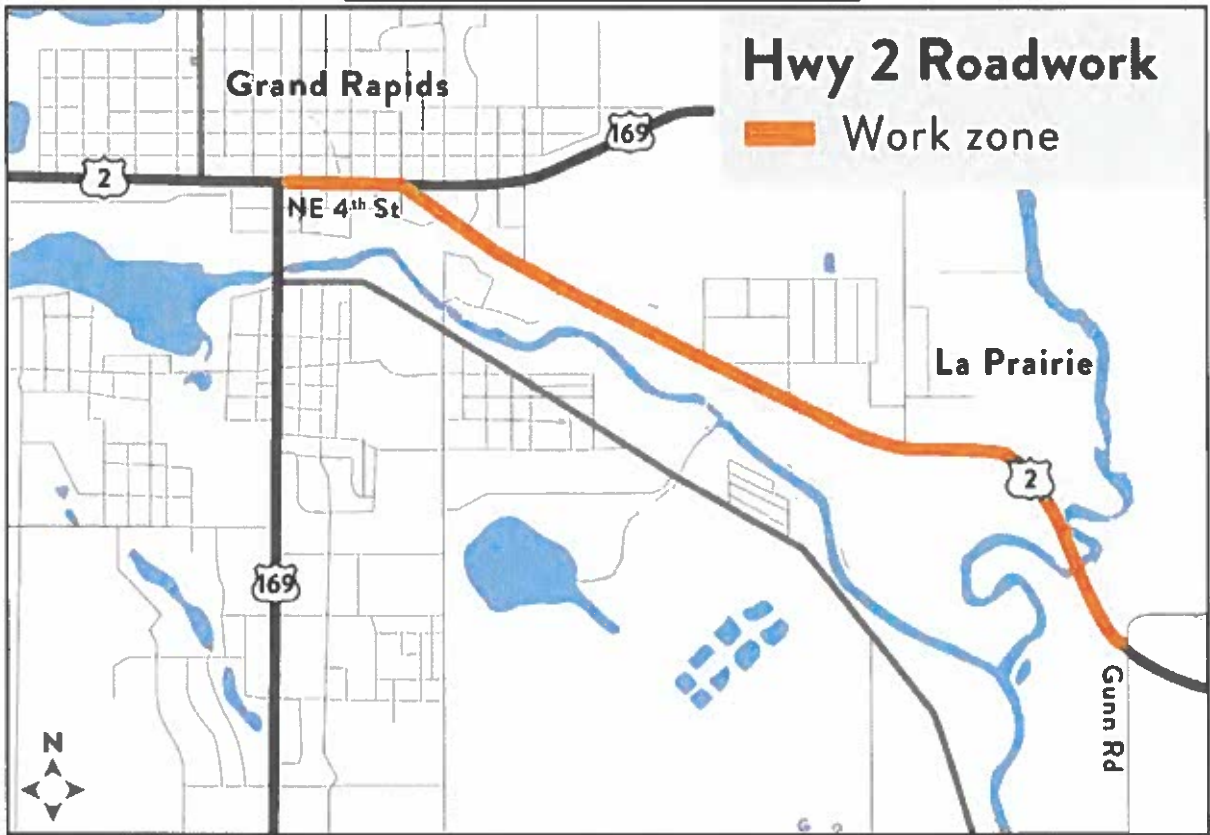 Hwy 2 Roadwork
Work zone
Grand Rapids
169
2
NE 4th St
La Prairie
2
169
Gunn Rd
N